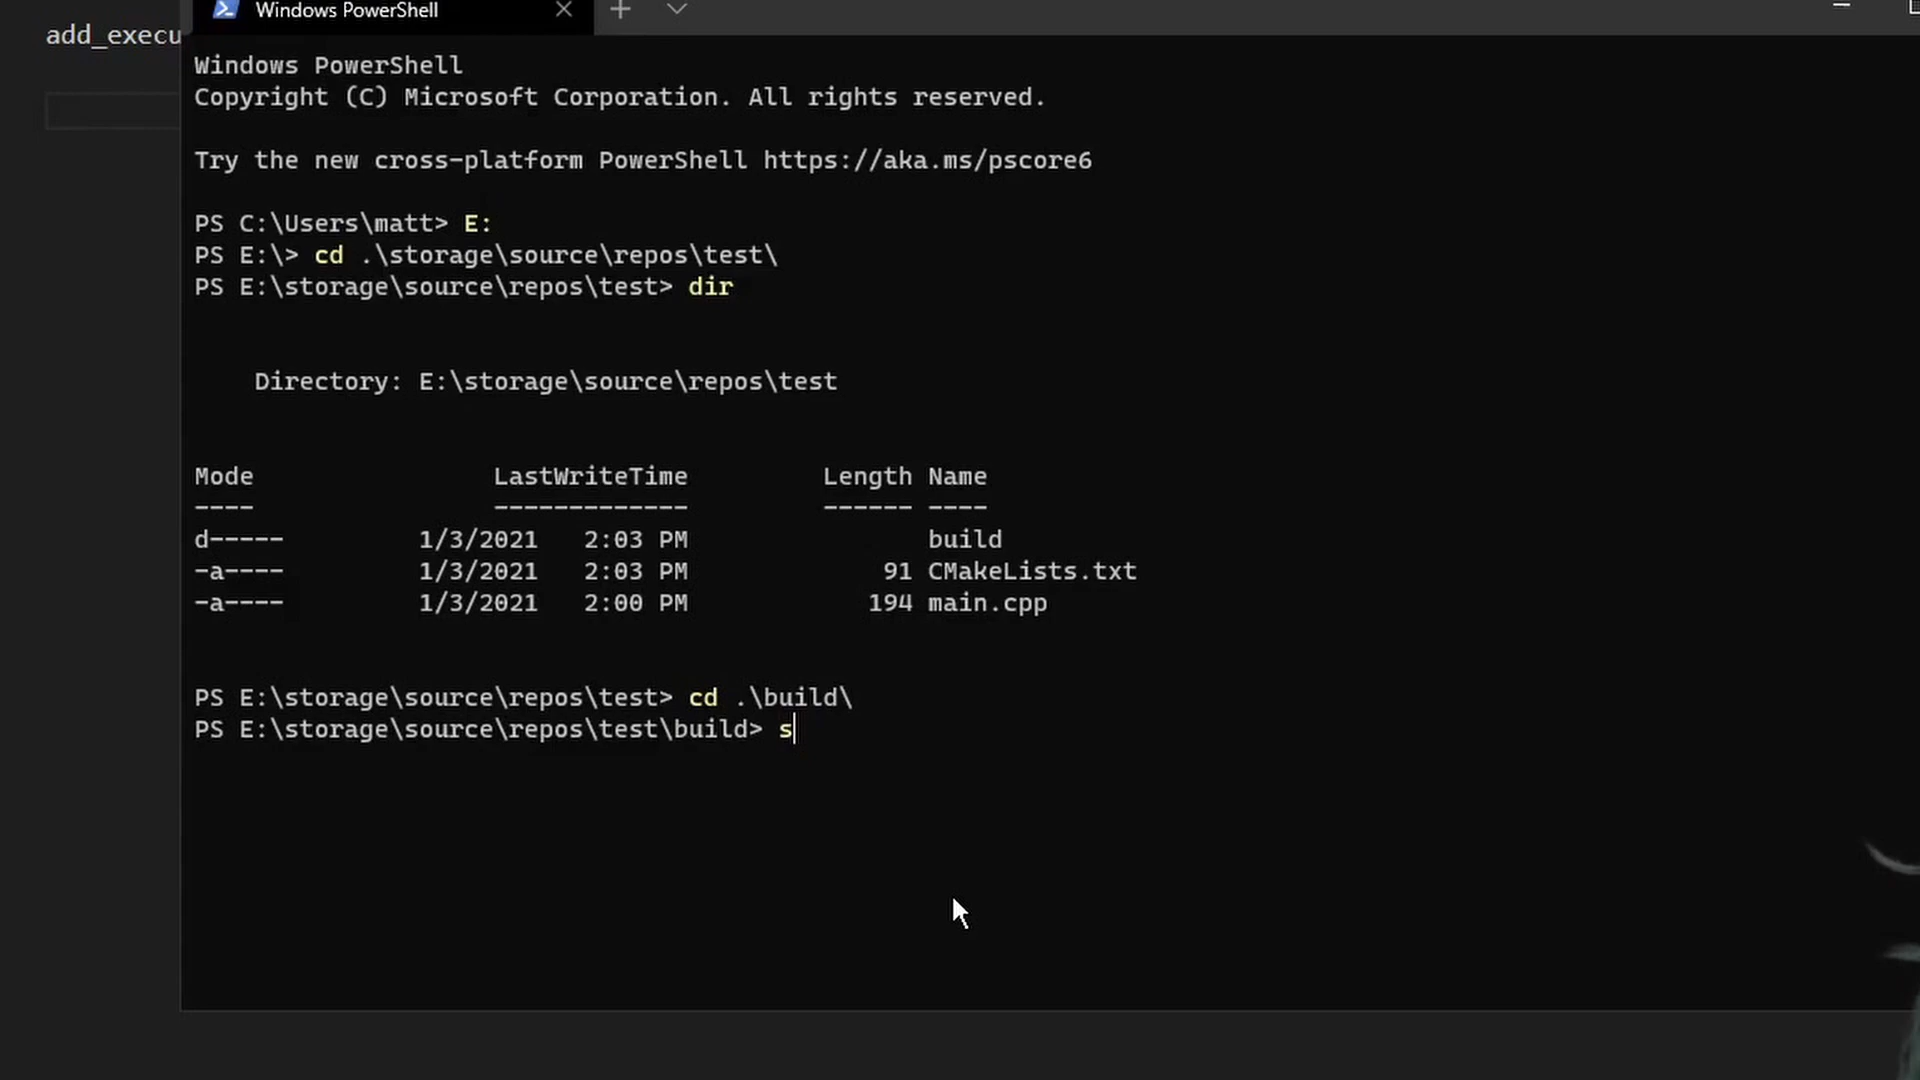 Windows PowerShell
add_execu
Windows PowerShell
Copyright (C) Microsoft Corporation. All rights reserved.
Try the new cross-platform PowerShell https://aka.ms/pscore6
PS C:\Users\matt> E:
PS E:\> cd .\storage\source\repos\test\
PS E:\storage\source\repos\test> dir
Directory: E:\storage\source\repos\test
Mode LastWriteTime Length Name
---- ------------- ------ ----
d----- 1/3/2021 2:03 PM build
-a---- 1/3/2021 2:03 PM 91 CMakeLists.txt
-a---- 1/3/2021 2:00 PM 194 main.cpp
PS E:\storage\source\repos\test> cd .\build\
PS E:\storage\source\repos\test\build> s